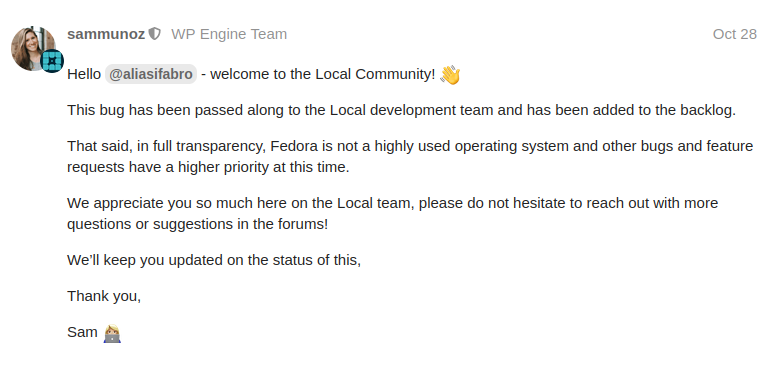 sammunoz WP Engine Team Oct 28
Hello @aliasifabro - welcome to the Local Community! 👋
This bug has been passed along to the Local development team and has been added to the backlog.
That said, in full transparency, Fedora is not a highly used operating system and other bugs and feature
requests have a higher priority at this time.
We appreciate you so much here on the Local team, please do not hesitate to reach out with more
questions or suggestions in the forums!
We’ll keep you updated on the status of this,
Thank you,
Sam 👩‍💻